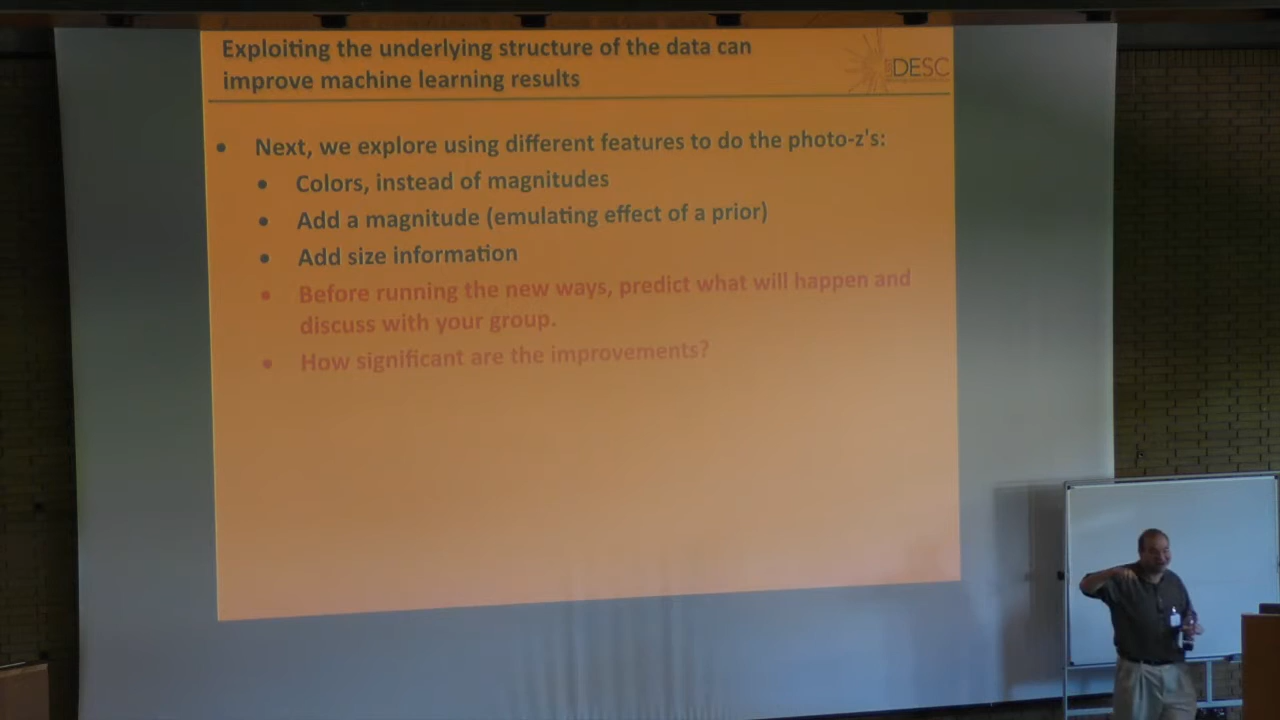 Exploiting the underlying structure of the data can
improve machine learning results
DESC
• Next, we explore using different features to do the photo-z's:
• Colors, instead of magnitudes
• Add a magnitude (emulating effect of a prior)
• Add size information
• Before running the new ways, predict what will happen and
discuss with your group.
• How significant are the improvements?